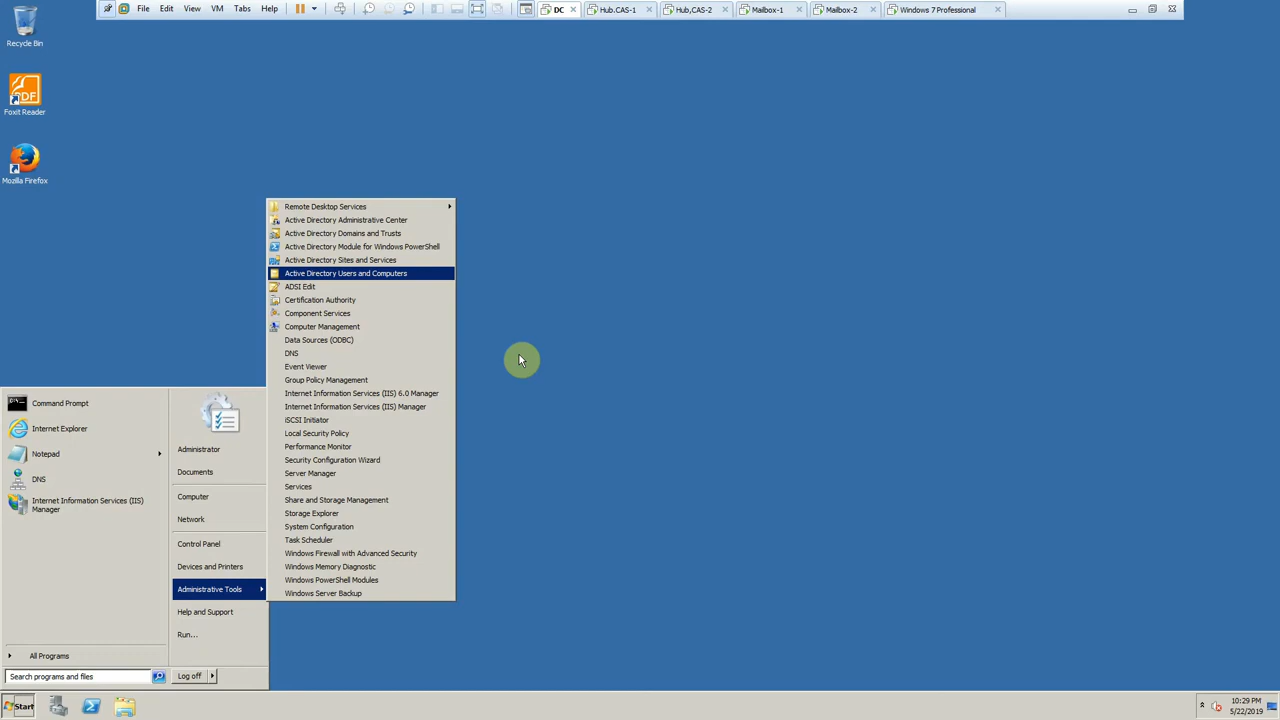 File Edit View VM Tabs Help
DC Hub.CAS-1 Hub,CAS-2 Mailbox-1 Mailbox-2 Windows 7 Professional
Recycle Bin
PDF
Foxit Reader
Mozilla Firefox
Remote Desktop Services
Active Directory Administrative Center
Active Directory Domains and Trusts
Active Directory Module for Windows PowerShell
Active Directory Sites and Services
Active Directory Users and Computers
ADSI Edit
Certification Authority
Component Services
Computer Management
Data Sources (ODBC)
DNS
Event Viewer
Group Policy Management
Internet Information Services (IIS) 6.0 Manager
Internet Information Services (IIS) Manager
iSCSI Initiator
Local Security Policy
Performance Monitor
Security Configuration Wizard
Server Manager
Services
Share and Storage Management
Storage Explorer
System Configuration
Task Scheduler
Windows Firewall with Advanced Security
Windows Memory Diagnostic
Windows PowerShell Modules
Windows Server Backup
Command Prompt
Internet Explorer
Notepad
DNS
Internet Information Services (IIS)
Manager
All Programs
Search programs and files
Administrator
Documents
Computer
Network
Control Panel
Devices and Printers
Administrative Tools
Help and Support
Run...
Log off
Start
10:29 PM
5/22/2019